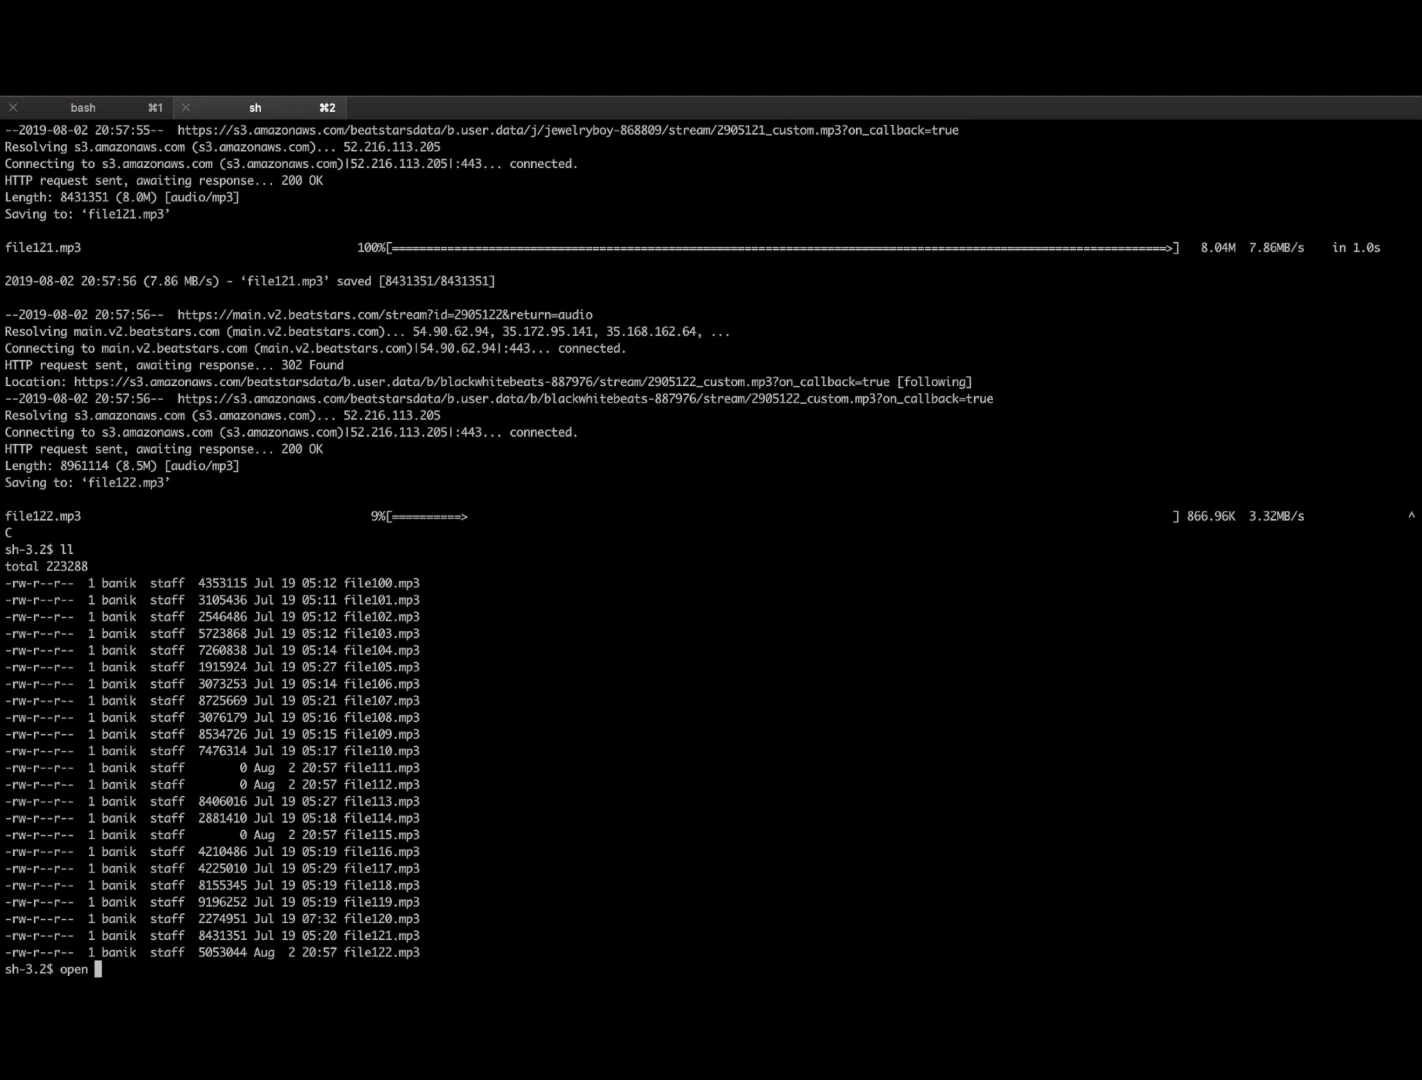 bash ⌘1 sh ⌘2
--2019-08-02 20:57:55-- https://s3.amazonaws.com/beatstarsdata/b.user.data/j/jewelryboy-868809/stream/2905121_custom.mp3?on_callback=true
Resolving s3.amazonaws.com (s3.amazonaws.com)... 52.216.113.205
Connecting to s3.amazonaws.com (s3.amazonaws.com)|52.216.113.205|:443... connected.
HTTP request sent, awaiting response... 200 OK
Length: 8431351 (8.0M) [audio/mp3]
Saving to: ‘file121.mp3’
file121.mp3 100%[==================================================>] 8.04M 7.86MB/s in 1.0s
2019-08-02 20:57:56 (7.86 MB/s) - ‘file121.mp3’ saved [8431351/8431351]
--2019-08-02 20:57:56-- https://main.v2.beatstars.com/stream?id=2905122&return=audio
Resolving main.v2.beatstars.com (main.v2.beatstars.com)... 54.90.62.94, 35.172.95.141, 35.168.162.64, ...
Connecting to main.v2.beatstars.com (main.v2.beatstars.com)|54.90.62.94|:443... connected.
HTTP request sent, awaiting response... 302 Found
Location: https://s3.amazonaws.com/beatstarsdata/b.user.data/b/blackwhitebeats-887976/stream/2905122_custom.mp3?on_callback=true [following]
--2019-08-02 20:57:56-- https://s3.amazonaws.com/beatstarsdata/b.user.data/b/blackwhitebeats-887976/stream/2905122_custom.mp3?on_callback=true
Resolving s3.amazonaws.com (s3.amazonaws.com)... 52.216.113.205
Connecting to s3.amazonaws.com (s3.amazonaws.com)|52.216.113.205|:443... connected.
HTTP request sent, awaiting response... 200 OK
Length: 8961114 (8.5M) [audio/mp3]
Saving to: ‘file122.mp3’
file122.mp3 9%[==========> ] 866.96K 3.32MB/s ^
C
sh-3.2$ ll
total 223288
-rw-r--r-- 1 banik staff 4353115 Jul 19 05:12 file100.mp3
-rw-r--r-- 1 banik staff 3105436 Jul 19 05:11 file101.mp3
-rw-r--r-- 1 banik staff 2546486 Jul 19 05:12 file102.mp3
-rw-r--r-- 1 banik staff 5723868 Jul 19 05:12 file103.mp3
-rw-r--r-- 1 banik staff 7260838 Jul 19 05:14 file104.mp3
-rw-r--r-- 1 banik staff 1915924 Jul 19 05:27 file105.mp3
-rw-r--r-- 1 banik staff 3073253 Jul 19 05:14 file106.mp3
-rw-r--r-- 1 banik staff 8725669 Jul 19 05:21 file107.mp3
-rw-r--r-- 1 banik staff 3076179 Jul 19 05:16 file108.mp3
-rw-r--r-- 1 banik staff 8534726 Jul 19 05:15 file109.mp3
-rw-r--r-- 1 banik staff 7476314 Jul 19 05:17 file110.mp3
-rw-r--r-- 1 banik staff 0 Aug 2 20:57 file111.mp3
-rw-r--r-- 1 banik staff 0 Aug 2 20:57 file112.mp3
-rw-r--r-- 1 banik staff 8406016 Jul 19 05:27 file113.mp3
-rw-r--r-- 1 banik staff 2881410 Jul 19 05:18 file114.mp3
-rw-r--r-- 1 banik staff 0 Aug 2 20:57 file115.mp3
-rw-r--r-- 1 banik staff 4210486 Jul 19 05:19 file116.mp3
-rw-r--r-- 1 banik staff 4225010 Jul 19 05:29 file117.mp3
-rw-r--r-- 1 banik staff 8155345 Jul 19 05:19 file118.mp3
-rw-r--r-- 1 banik staff 9196252 Jul 19 05:19 file119.mp3
-rw-r--r-- 1 banik staff 2274951 Jul 19 07:32 file120.mp3
-rw-r--r-- 1 banik staff 8431351 Jul 19 05:20 file121.mp3
-rw-r--r-- 1 banik staff 5053044 Aug 2 20:57 file122.mp3
sh-3.2$ open